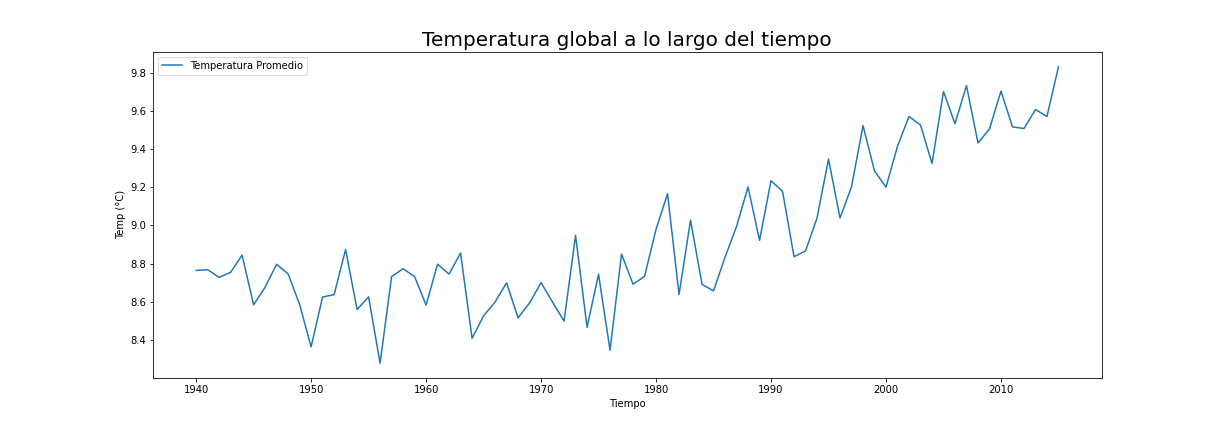 Temperatura global a lo largo del tiempo
Temperatura Promedio
Temp (°C)
9.8
9.6
9.4
9.2
9.0
8.8
8.6
8.4
1940 1950 1960 1970 1980 1990 2000 2010
Tiempo